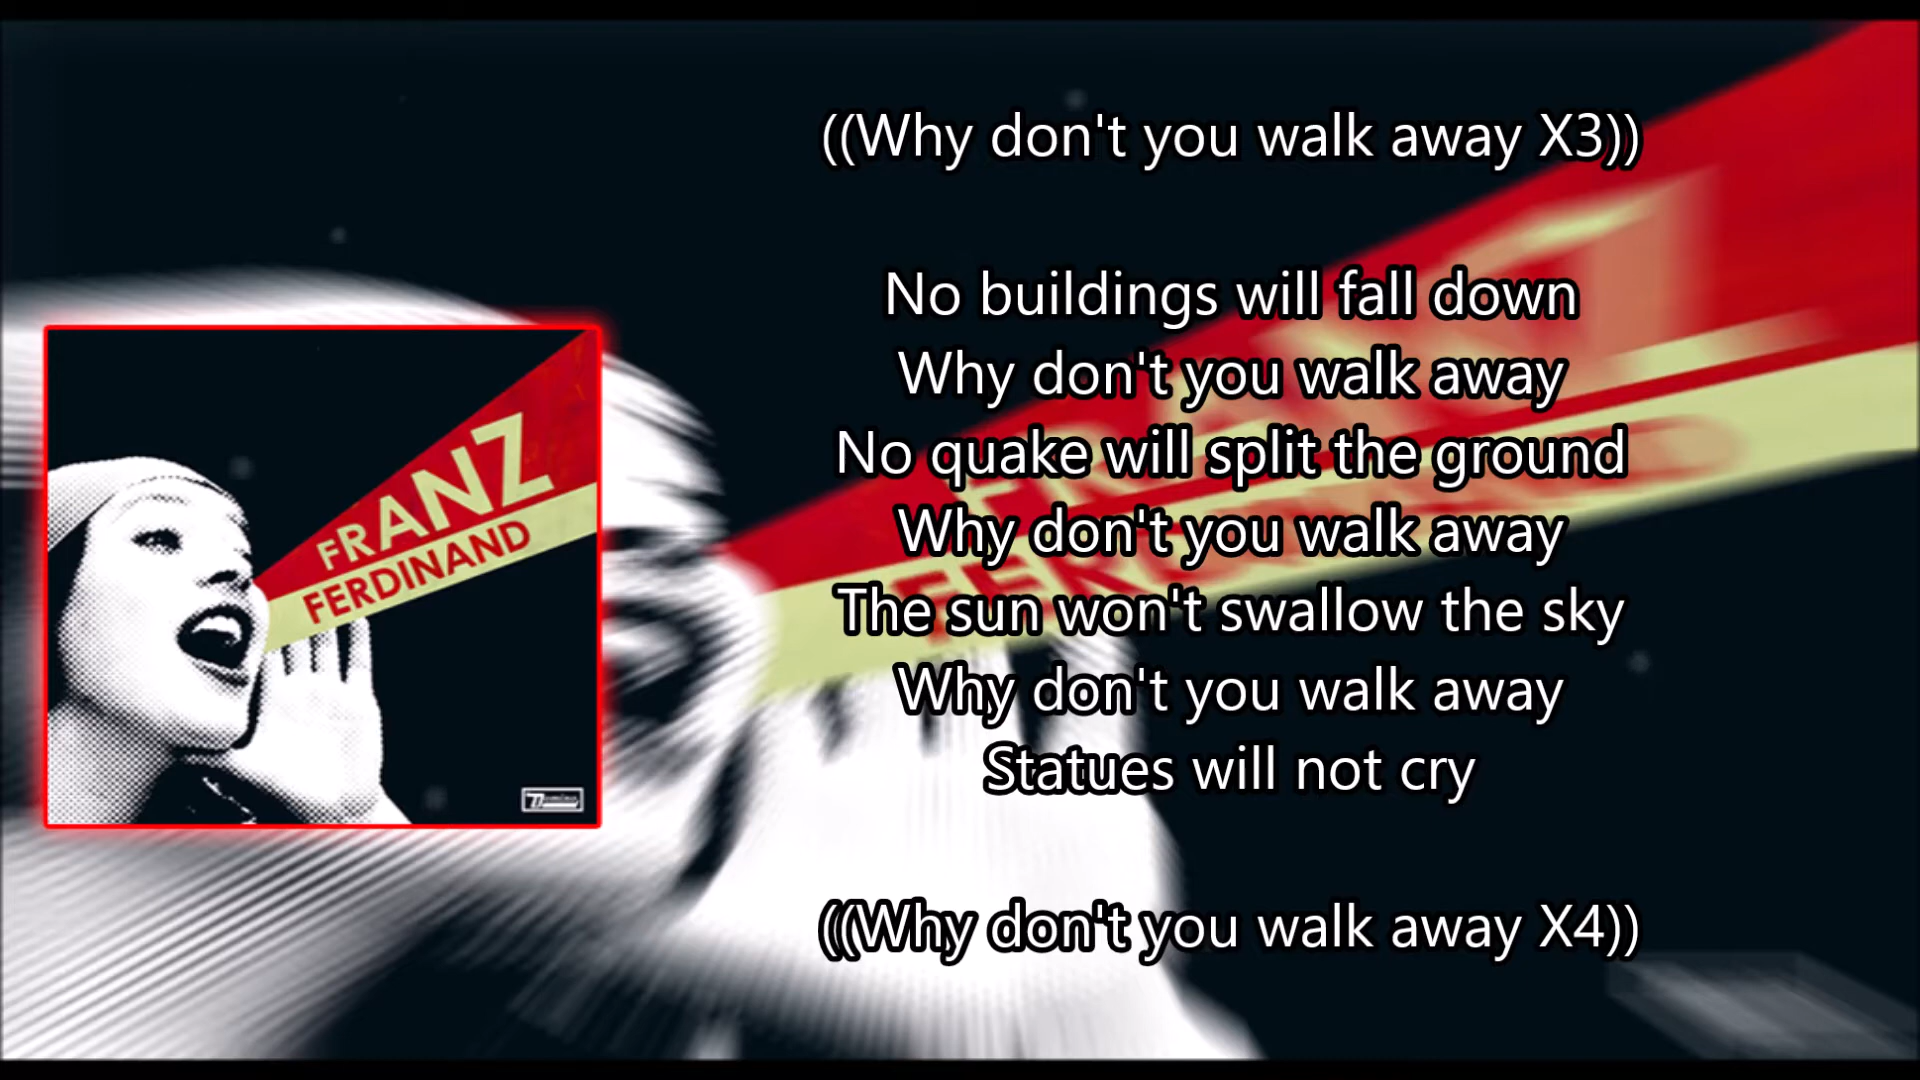 ((Why don't you walk away X3))
No buildings will fall down
Why don't you walk away
No quake will split the ground
Why don't you walk away
The sun won't swallow the sky
Why don't you walk away
Statues will not cry
((Why don't you walk away X4))
FRANZ
FERDINAND
Domino